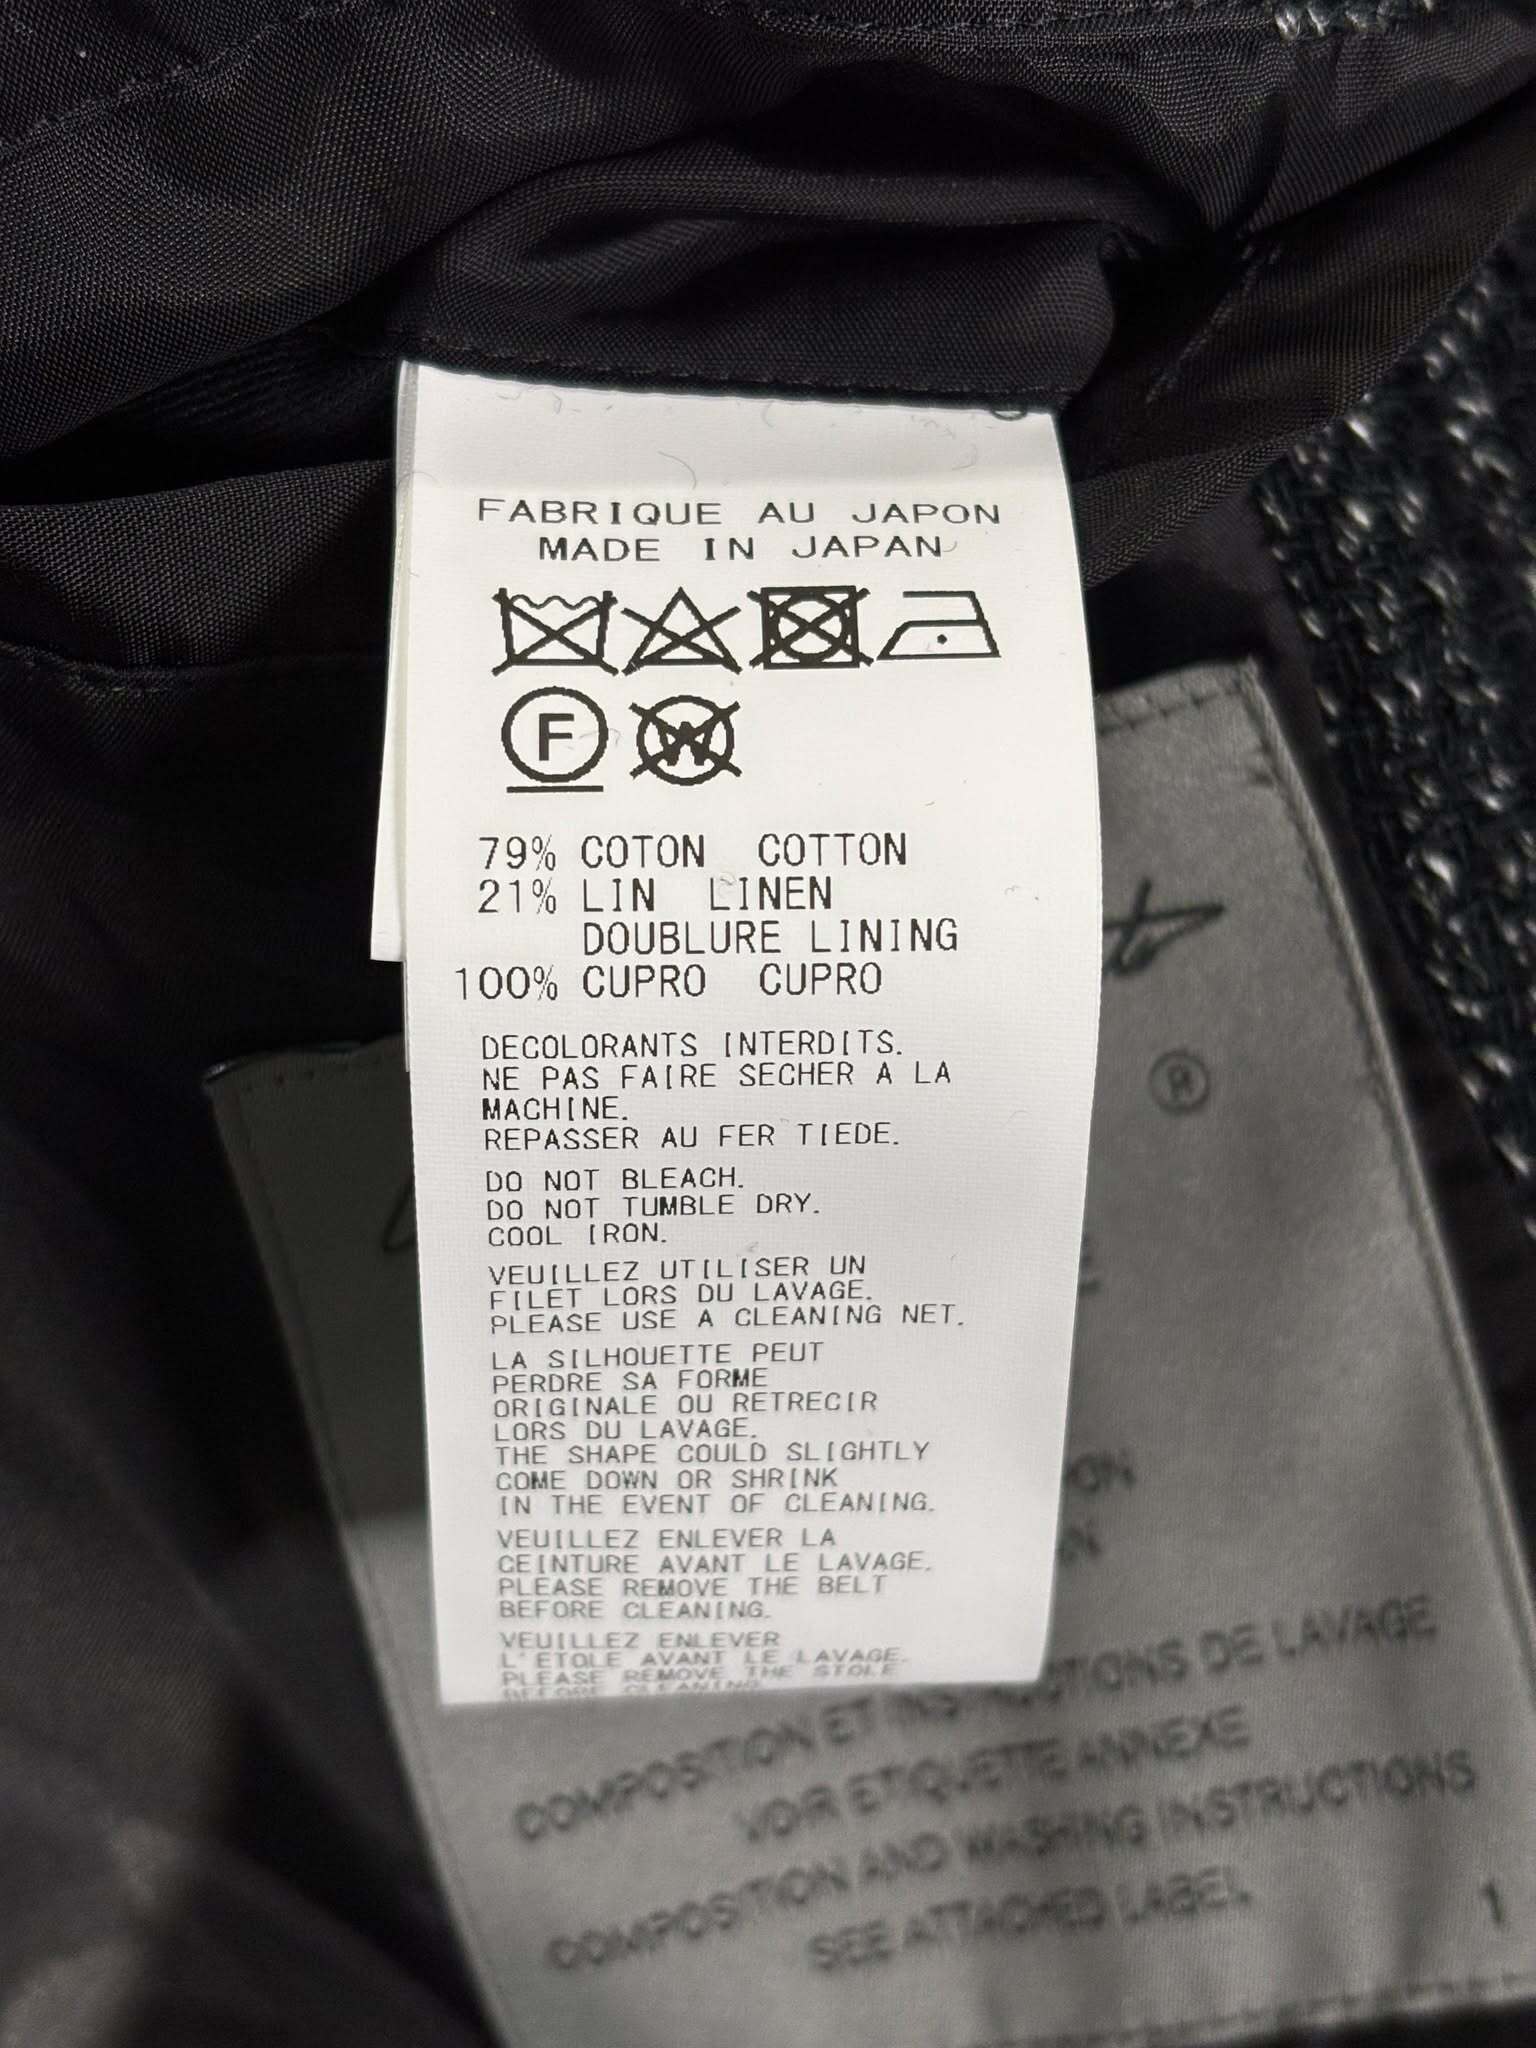 FABRIQUE AU JAPON
MADE IN JAPAN
F W
79% COTON COTTON
21% LIN LINEN
DOUBLURE LINING
100% CUPRO CUPRO
DECOLORANTS INTERDITS.
NE PAS FAIRE SECHER A LA
MACHINE.
REPASSER AU FER TIEDE.
DO NOT BLEACH.
DO NOT TUMBLE DRY.
COOL IRON.
VEUILLEZ UTILISER UN
FILET LORS DU LAVAGE.
PLEASE USE A CLEANING NET.
LA SILHOUETTE PEUT
PERDRE SA FORME
ORIGINALE OU RETRECIR
LORS DU LAVAGE.
THE SHAPE COULD SLIGHTLY
COME DOWN OR SHRINK
IN THE EVENT OF CLEANING.
VEUILLEZ ENLEVER LA
CEINTURE AVANT LE LAVAGE.
PLEASE REMOVE THE BELT
BEFORE CLEANING.
VEUILLEZ ENLEVER
L'ETOLE AVANT LE LAVAGE.
PLEASE REMOVE THE STOLE
BEFORE CLEANING
®
COMPOSITION ET INSTRUCTIONS DE LAVAGE
VOIR ETIQUETTE ANNEXE
COMPOSITION AND WASHING INSTRUCTIONS
SEE ATTACHED LABEL
1